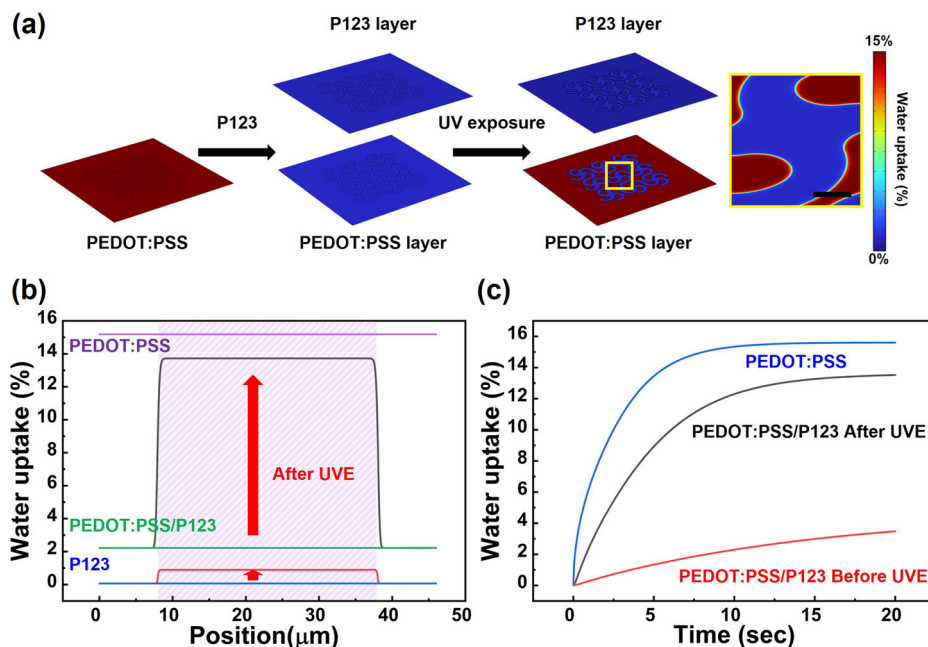 (a)
P123 layer
P123 layer
15%
P123
UV exposure
Water uptake (%)
PEDOT:PSS
PEDOT:PSS layer
PEDOT:PSS layer
0%
(b)
16
14
12
10
8
6
4
2
0
Water uptake (%)
PEDOT:PSS
After UVE
PEDOT:PSS/P123
P123
0
10
20
30
40
50
Position(μm)
(c)
16
14
12
10
8
6
4
2
0
Water uptake (%)
PEDOT:PSS
PEDOT:PSS/P123 After UVE
PEDOT:PSS/P123 Before UVE
0
5
10
15
20
Time (sec)